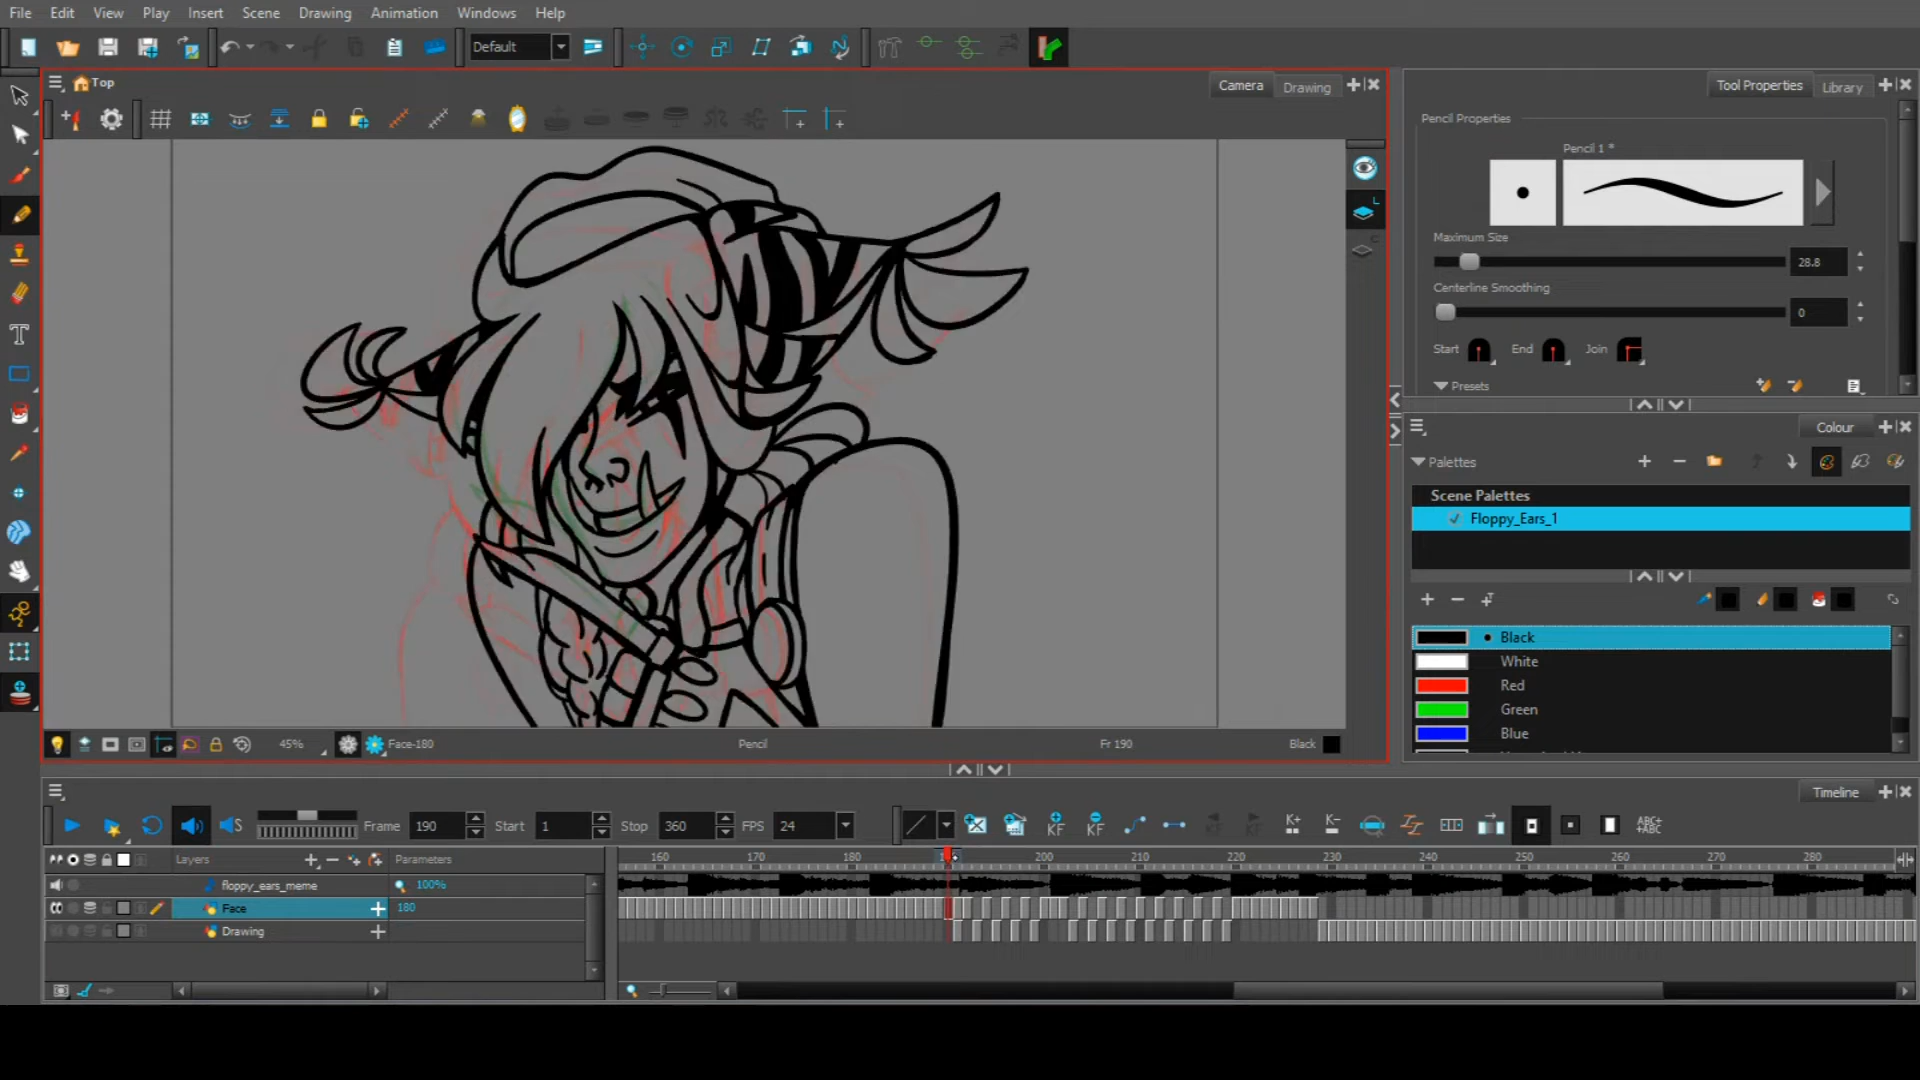 File Edit View Play Insert Scene Drawing Animation Windows Help
Default
Top
Camera Drawing
Tool Properties Library
Pencil Properties
Pencil 1 *
Maximum Size
28.8
Centerline Smoothing
0
Start End Join
Presets
Colour
Palettes
Scene Palettes
Floppy_Ears_1
Black
White
Red
Green
Blue
45% Face-180 Pencil Fr 190 Black
Timeline
Frame 190 Start 1 Stop 360 FPS 24
KF KF K+ K- ABC+ +ABC
Layers Parameters
160 170 180 200 210 220 230 240 250 260 270 280
floppy_ears_meme 100%
Face 180
Drawing